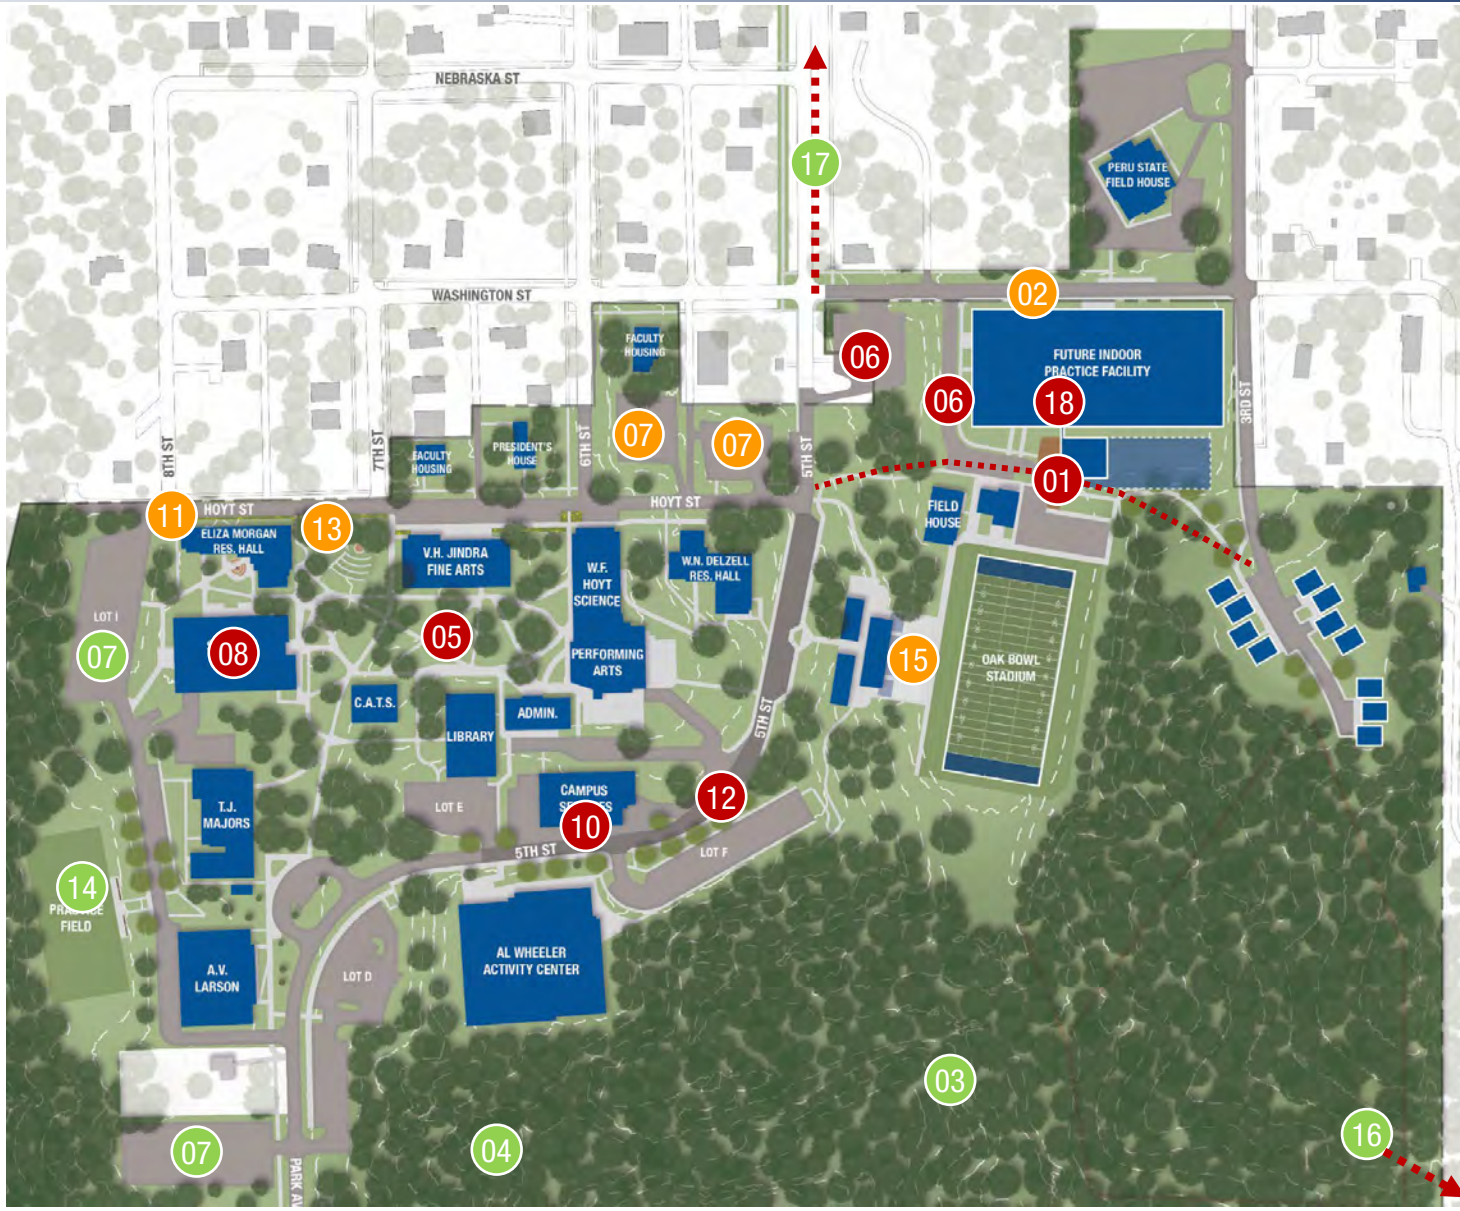 NEBRASKA ST
17
PERU STATE
FIELD HOUSE
WASHINGTON ST
02
FACULTY
HOUSING
06
FUTURE INDOOR
PRACTICE FACILITY
06
18
3RD ST
8TH ST
7TH ST
FACULTY
HOUSING
PRESIDENT'S
HOUSE
6TH ST
07
07
5TH ST
01
11
HOYT ST
13
HOYT ST
ELIZA MORGAN
RES. HALL
V.H. JINDRA
FINE ARTS
W.F.
HOYT
SCIENCE
W.N. DELZELL
RES. HALL
FIELD
HOUSE
LOT I
07
08
05
PERFORMING
ARTS
15
OAK BOWL
STADIUM
C.A.T.S.
LIBRARY
ADMIN.
5TH ST
T.J.
MAJORS
LOT E
CAMPUS
SERVICES
10
12
5TH ST
LOT F
14
PRACTICE
FIELD
A.V.
LARSON
LOT D
AL WHEELER
ACTIVITY CENTER
03
07
04
16
PARK AV